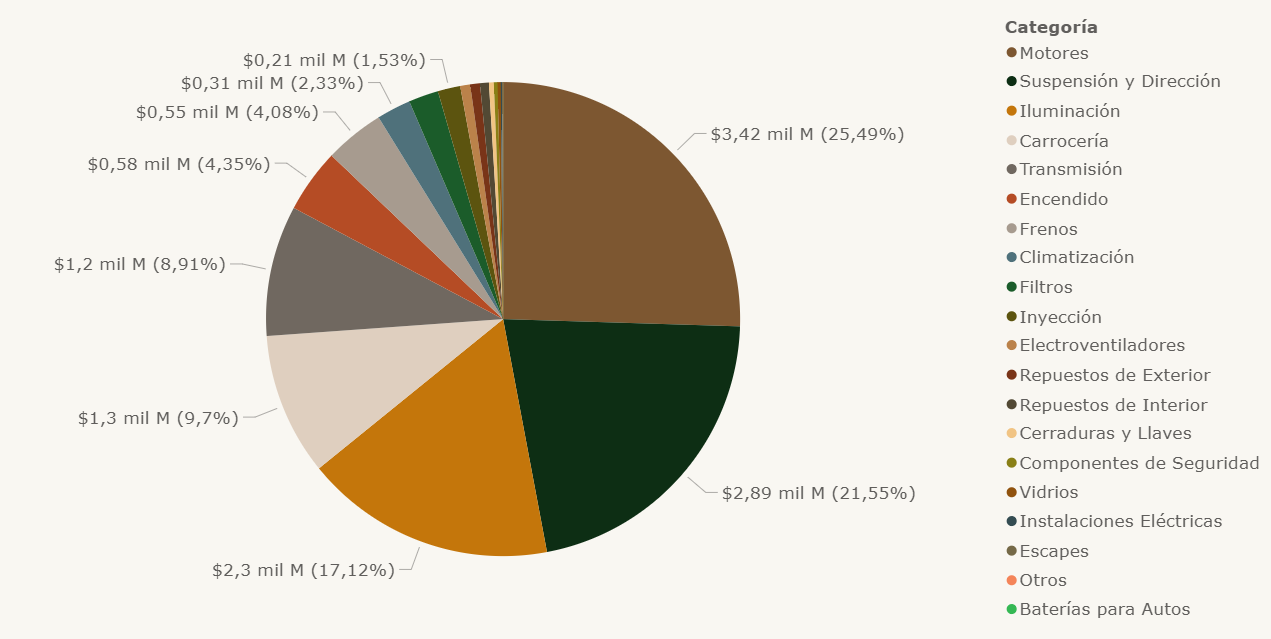 $0,21 mil M (1,53%)
$0,31 mil M (2,33%)
$0,55 mil M (4,08%)
$0,58 mil M (4,35%)
$1,2 mil M (8,91%)
$1,3 mil M (9,7%)
$2,3 mil M (17,12%)
$3,42 mil M (25,49%)
$2,89 mil M (21,55%)
Categoría
Motores
Suspensión y Dirección
Iluminación
Carrocería
Transmisión
Encendido
Frenos
Climatización
Filtros
Inyección
Electroventiladores
Repuestos de Exterior
Repuestos de Interior
Cerraduras y Llaves
Componentes de Seguridad
Vidrios
Instalaciones Eléctricas
Escapes
Otros
Baterías para Autos